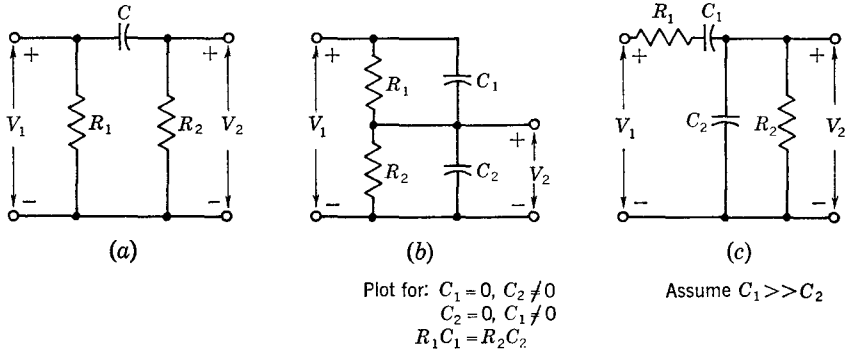 C
+ +
V₁ R₁ R₂ V₂
− −
(a)
+
R₁ C₁
V₁
+
R₂ C₂ V₂
− −
(b)
Plot for: C₁ = 0, C₂ ≠ 0
C₂ = 0, C₁ ≠ 0
R₁C₁ = R₂C₂
R₁ C₁
+ +
V₁ C₂ R₂ V₂
− −
(c)
Assume C₁ >> C₂